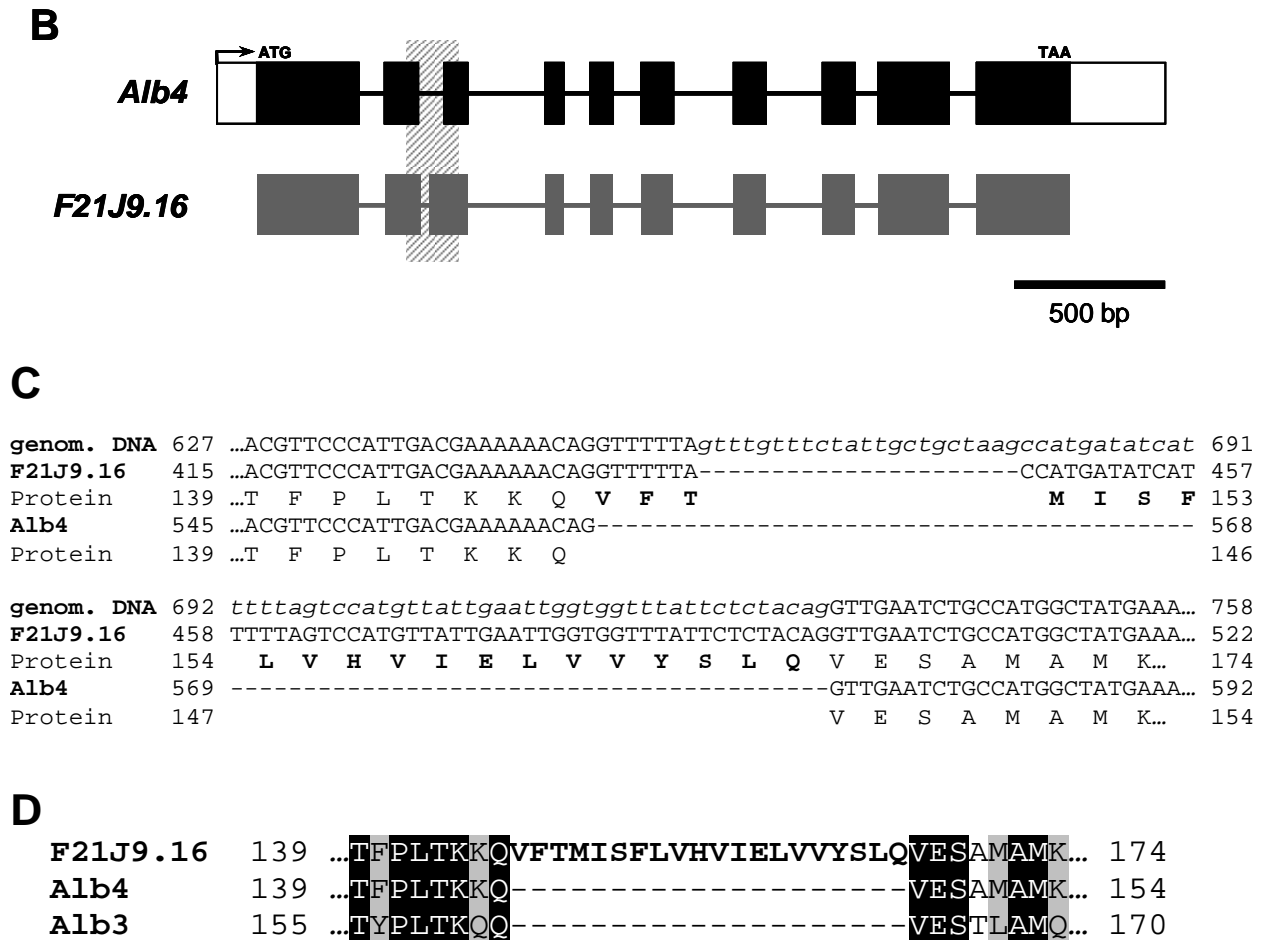 B
ATG TAA
Alb4
F21J9.16
500 bp
C
genom. DNA 627 …ACGTTCCCATTGACGAAAAAACAGGTTTTTAgtttgtttctattgctgctaagccatgatatcat 691
F21J9.16 415 …ACGTTCCCATTGACGAAAAAACAGGTTTTTA----------------------CCATGATATCAT 457
Protein 139 …T F P L T K K Q V F T M I S F 153
Alb4 545 …ACGTTCCCATTGACGAAAAAACAG----------------------------------------- 568
Protein 139 …T F P L T K K Q 146
genom. DNA 692 ttttagtccatgttattgaattggtggtttattctctacagGTTGAATCTGCCATGGCTATGAAA… 758
F21J9.16 458 TTTTAGTCCATGTTATTGAATTGGTGGTTTATTCTCTACAGGTTGAATCTGCCATGGCTATGAAA… 522
Protein 154 L V H V I E L V V Y S L Q V E S A M A M K… 174
Alb4 569 -----------------------------------------GTTGAATCTGCCATGGCTATGAAA… 592
Protein 147 V E S A M A M K… 154
D
F21J9.16 139 …TFPLTKKQVFTMISFLVHVIELVVYSLQVESAMAMK… 174
Alb4 139 …TFPLTKKQ--------------------VESAMAMK… 154
Alb3 155 …TYPLTKQQ--------------------VESTLAMQ… 170